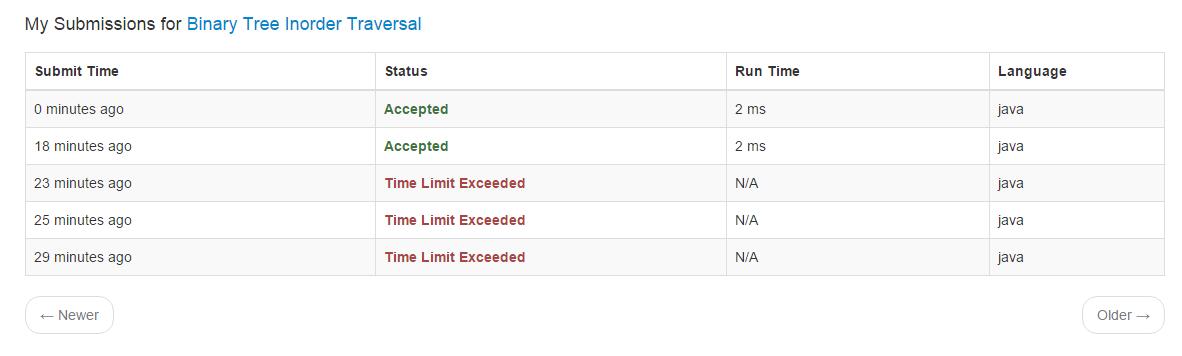 My Submissions for Binary Tree Inorder Traversal
Submit Time Status Run Time Language
0 minutes ago Accepted 2 ms java
18 minutes ago Accepted 2 ms java
23 minutes ago Time Limit Exceeded N/A java
25 minutes ago Time Limit Exceeded N/A java
29 minutes ago Time Limit Exceeded N/A java
← Newer Older →